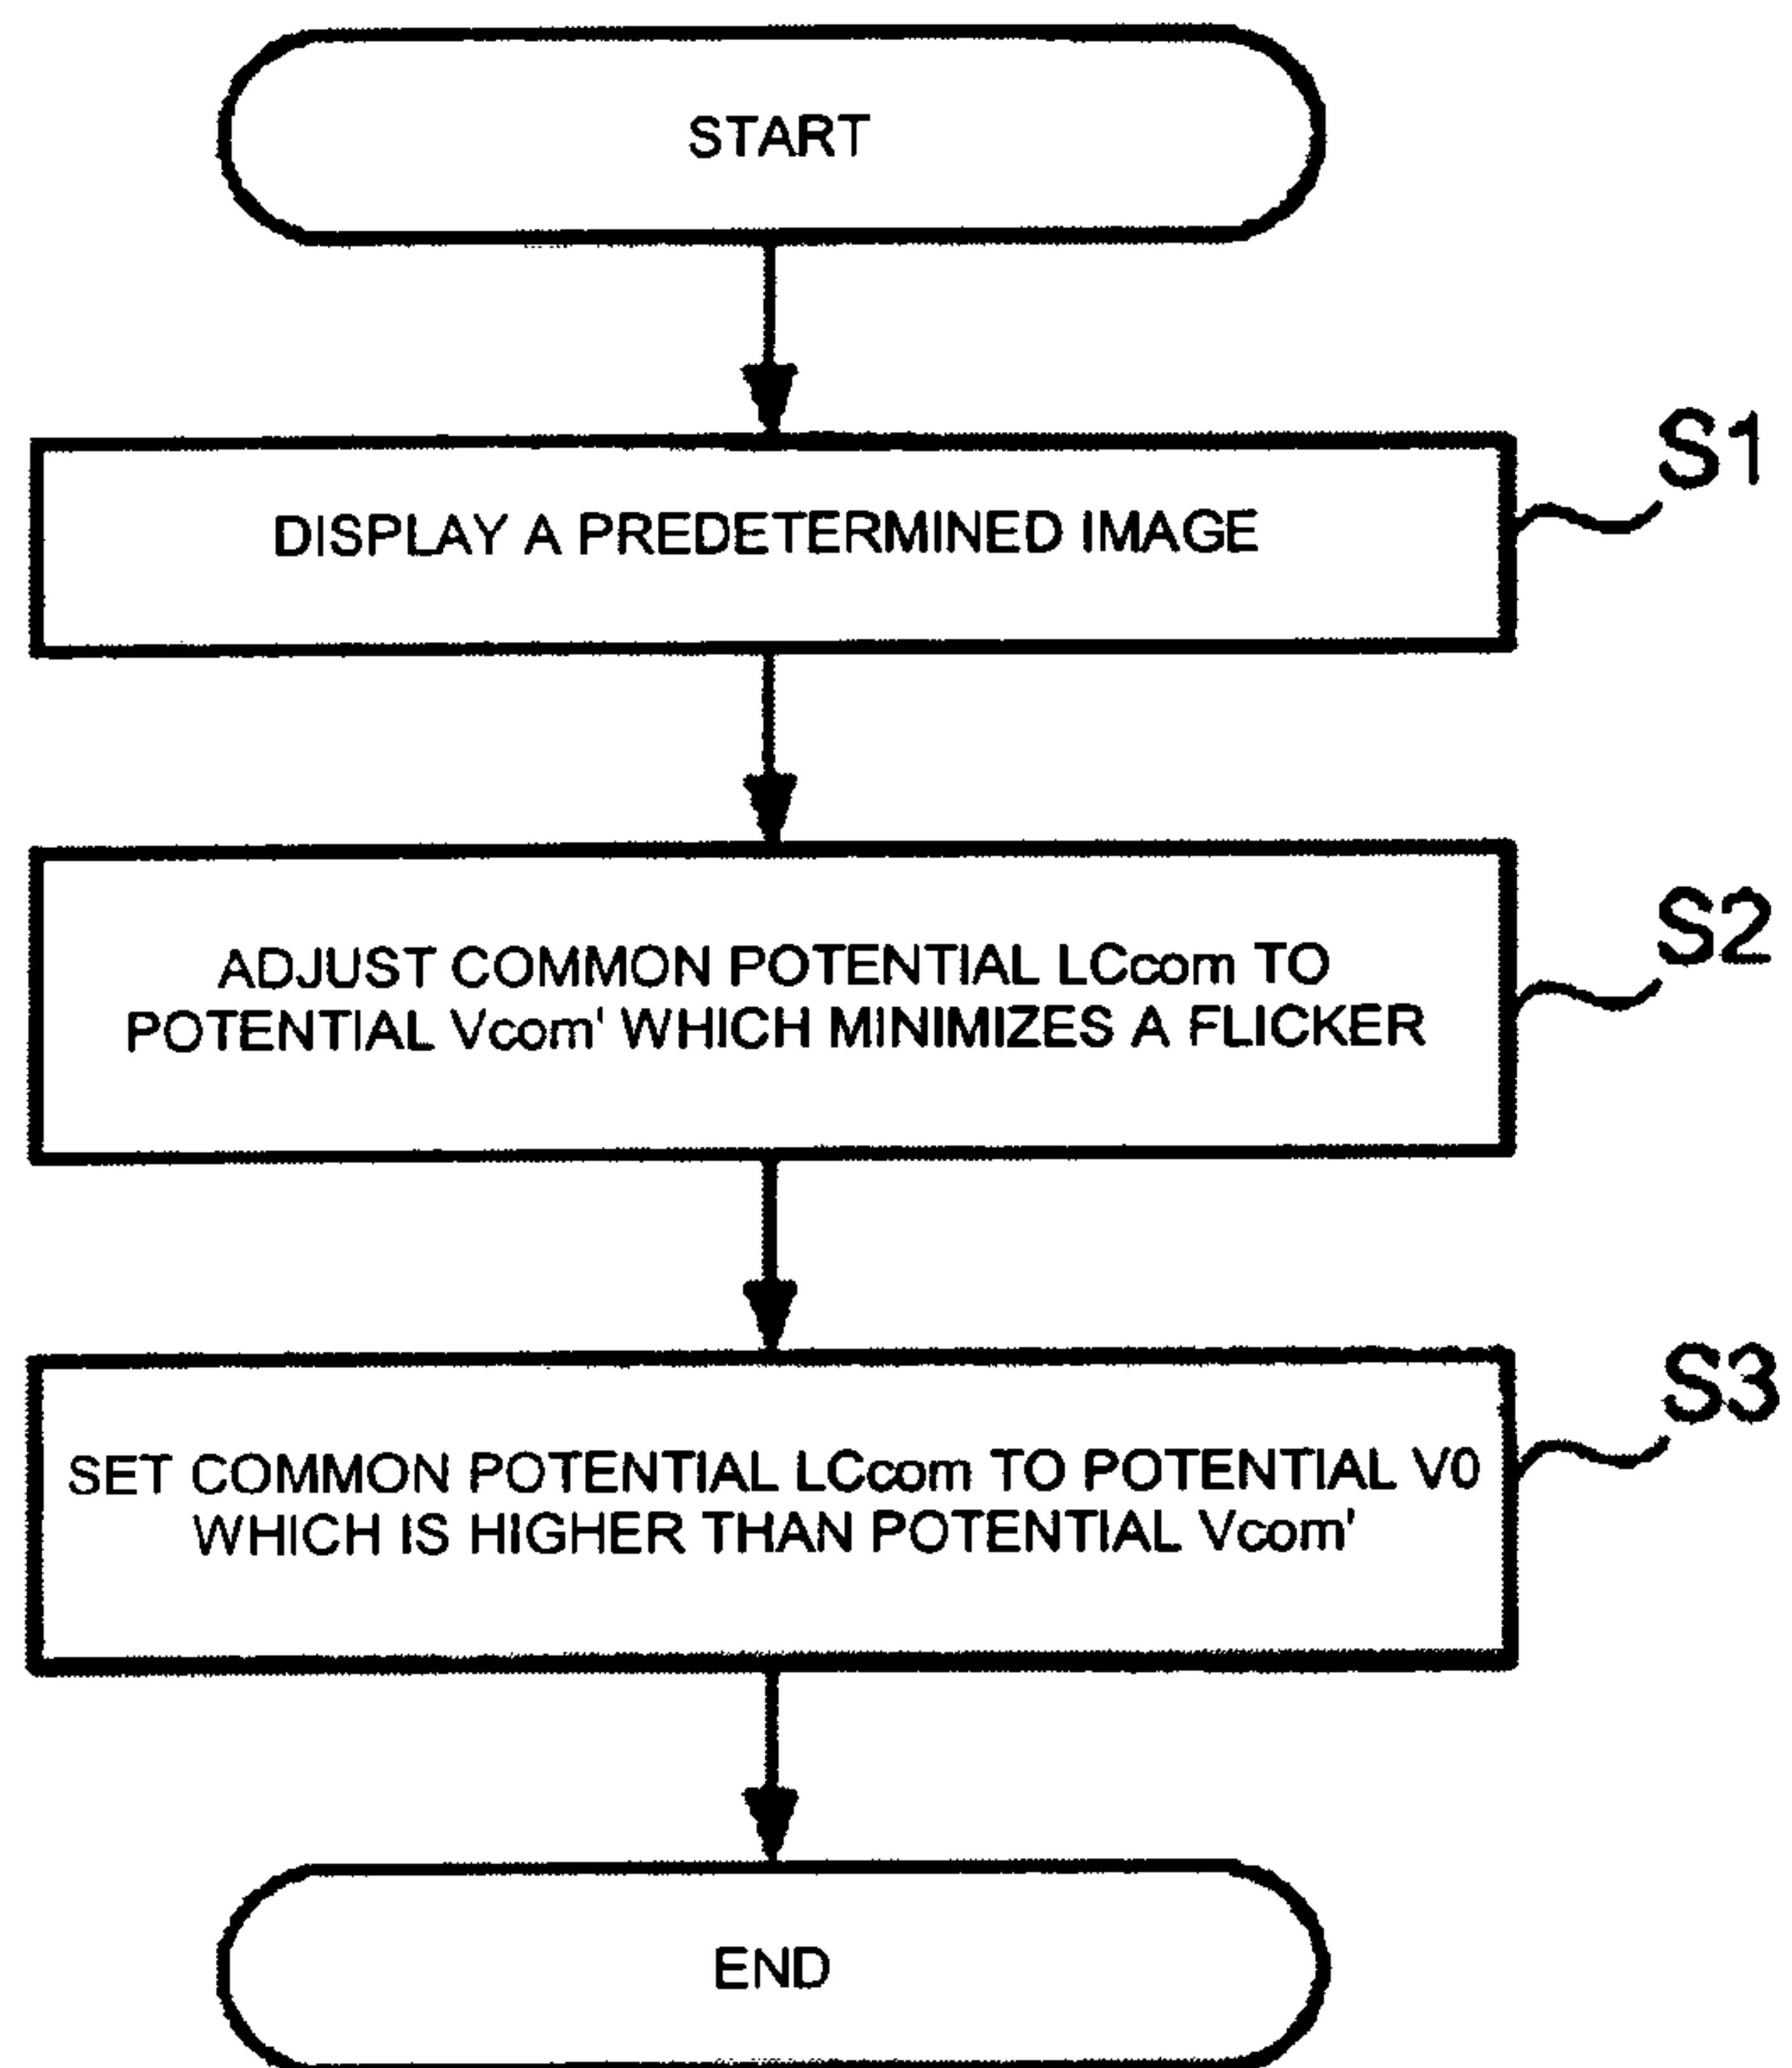 START
S1
DISPLAY A PREDETERMINED IMAGE
S2
ADJUST COMMON POTENTIAL LCcom TO
POTENTIAL Vcom' WHICH MINIMIZES A FLICKER
S3
SET COMMON POTENTIAL LCcom TO POTENTIAL V0
WHICH IS HIGHER THAN POTENTIAL Vcom'
END